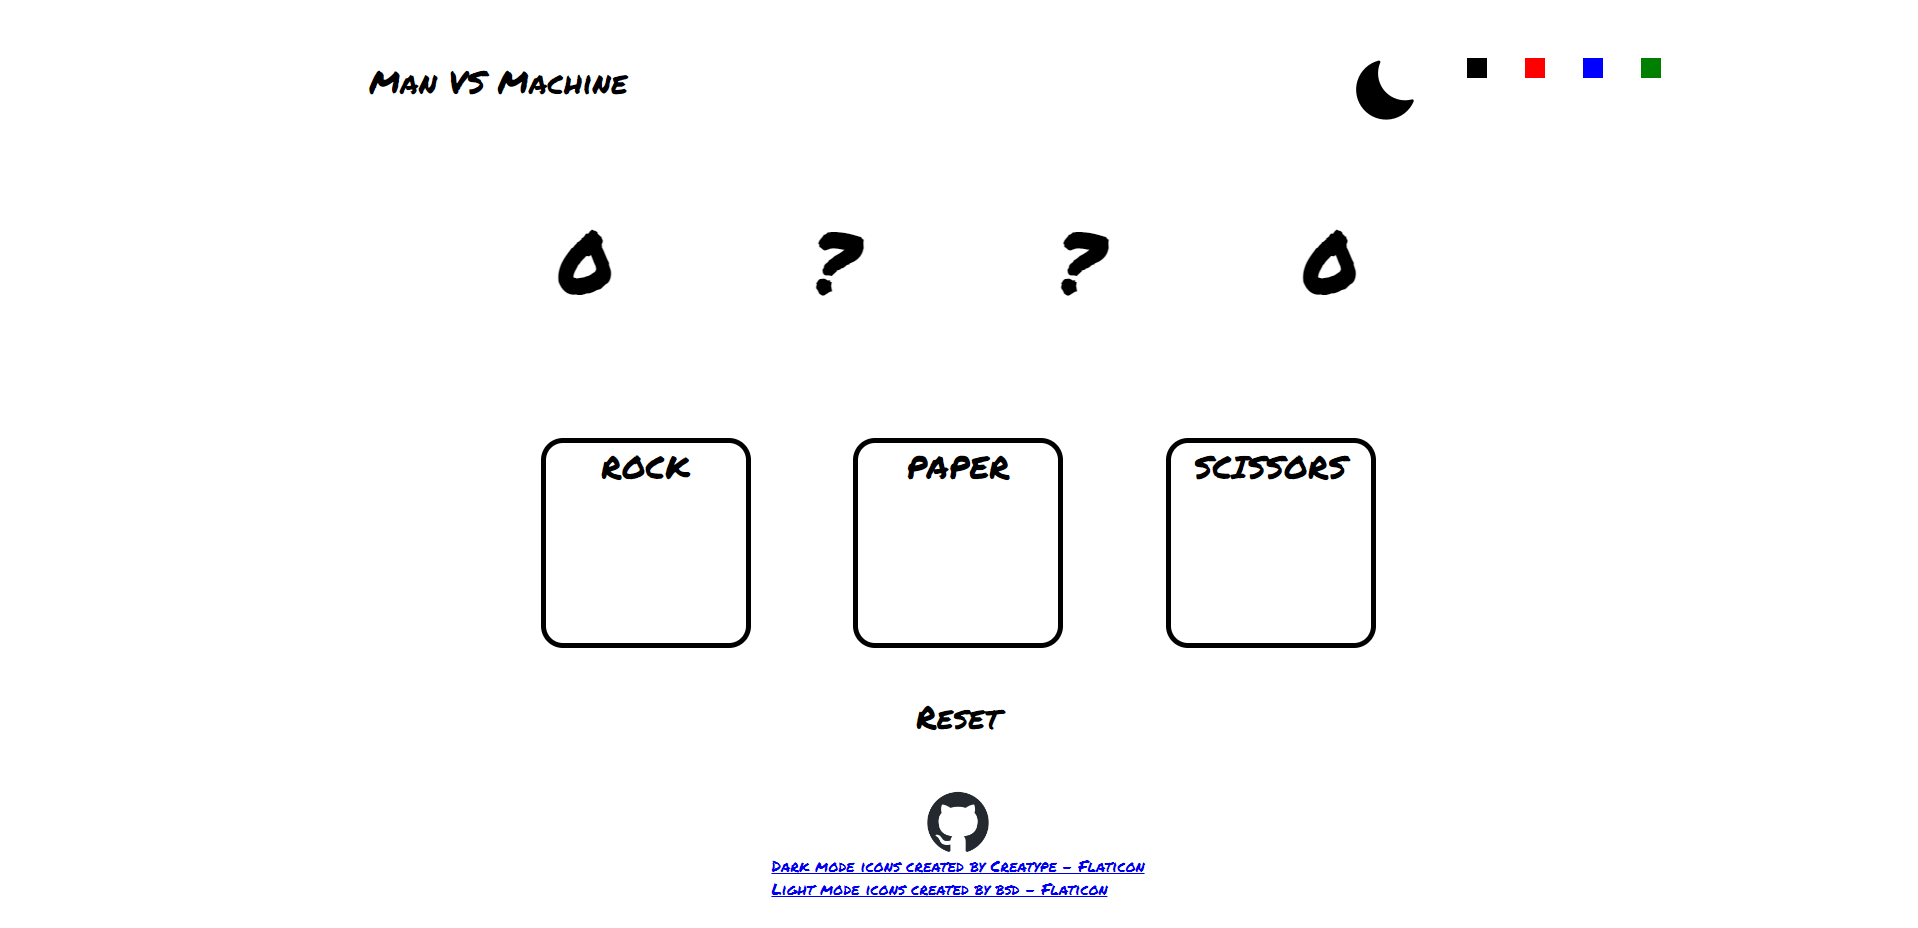 Man VS Machine
0 ? ? 0
ROCK PAPER SCISSORS
Reset
Dark mode icons created by Creatype - Flaticon
Light mode icons created by bsd - Flaticon